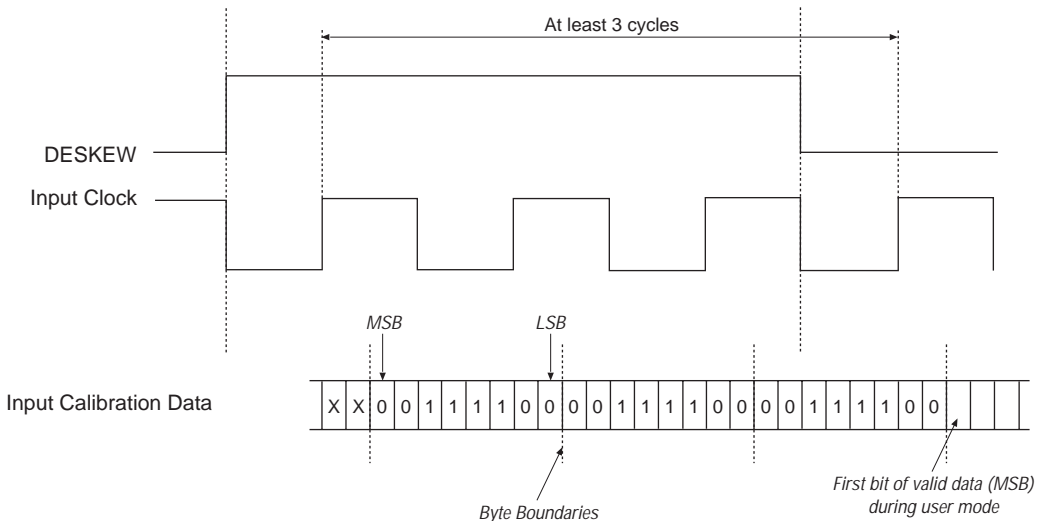 At least 3 cycles
DESKEW
Input Clock
MSB LSB
Input Calibration Data X X 0 0 1 1 1 1 0 0 0 0 1 1 1 1 0 0 0 0 1 1 1 1 0 0
Byte Boundaries
First bit of valid data (MSB)
during user mode